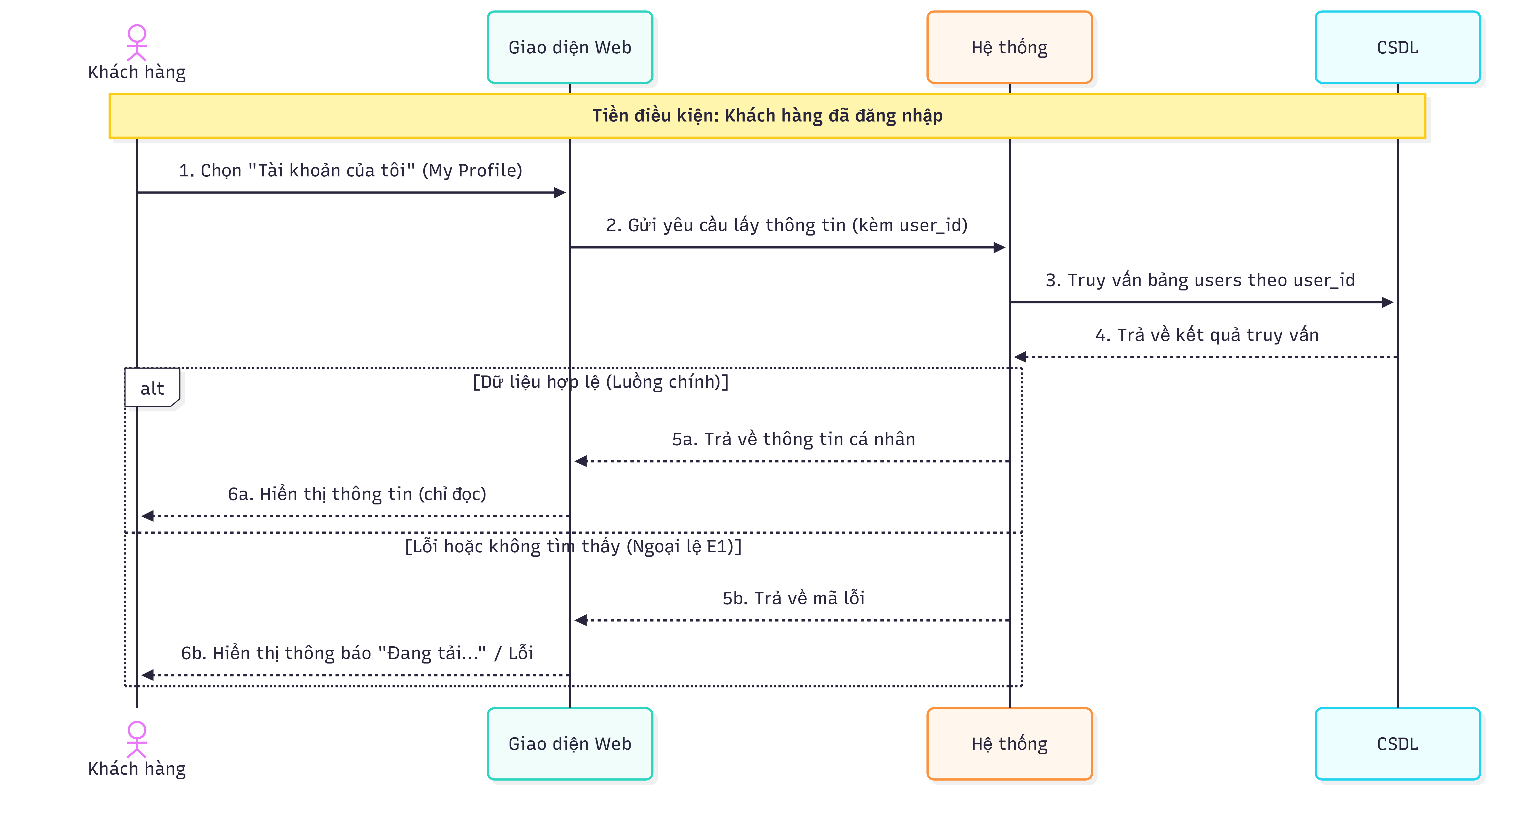 Khách hàng
Giao diện Web
Hệ thống
CSDL
Tiền điều kiện: Khách hàng đã đăng nhập
1. Chọn "Tài khoản của tôi" (My Profile)
2. Gửi yêu cầu lấy thông tin (kèm user_id)
3. Truy vấn bảng users theo user_id
4. Trả về kết quả truy vấn
alt
[Dữ liệu hợp lệ (Luồng chính)]
5a. Trả về thông tin cá nhân
6a. Hiển thị thông tin (chỉ đọc)
[Lỗi hoặc không tìm thấy (Ngoại lệ E1)]
5b. Trả về mã lỗi
6b. Hiển thị thông báo "Đang tải..." / Lỗi
Khách hàng
Giao diện Web
Hệ thống
CSDL